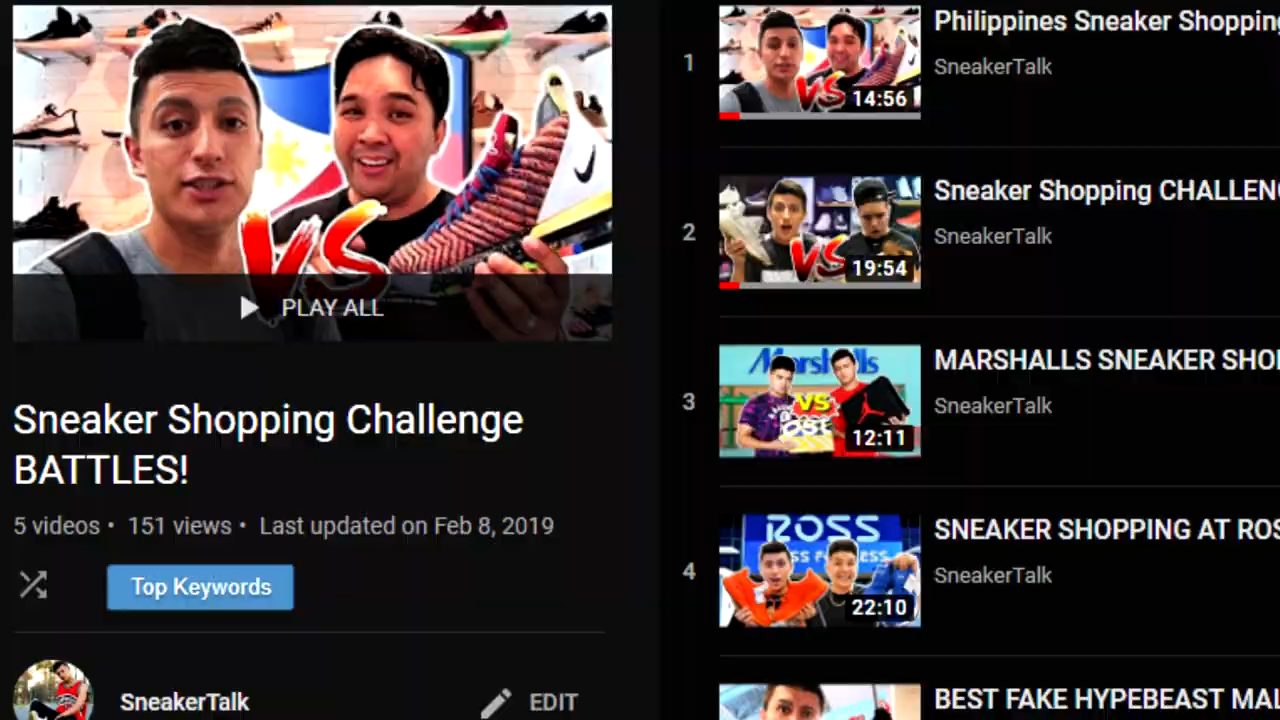 VS
PLAY ALL
Sneaker Shopping Challenge
BATTLES!
5 videos • 151 views • Last updated on Feb 8, 2019
Top Keywords
SneakerTalk
EDIT
1
VS
14:56
Philippines Sneaker Shopping
SneakerTalk
2
VS
19:54
Sneaker Shopping CHALLEN
SneakerTalk
3
Marshalls
VS
12:11
MARSHALLS SNEAKER SHO
SneakerTalk
4
ROSS
22:10
SNEAKER SHOPPING AT ROS
SneakerTalk
BEST FAKE HYPEBEAST MAL